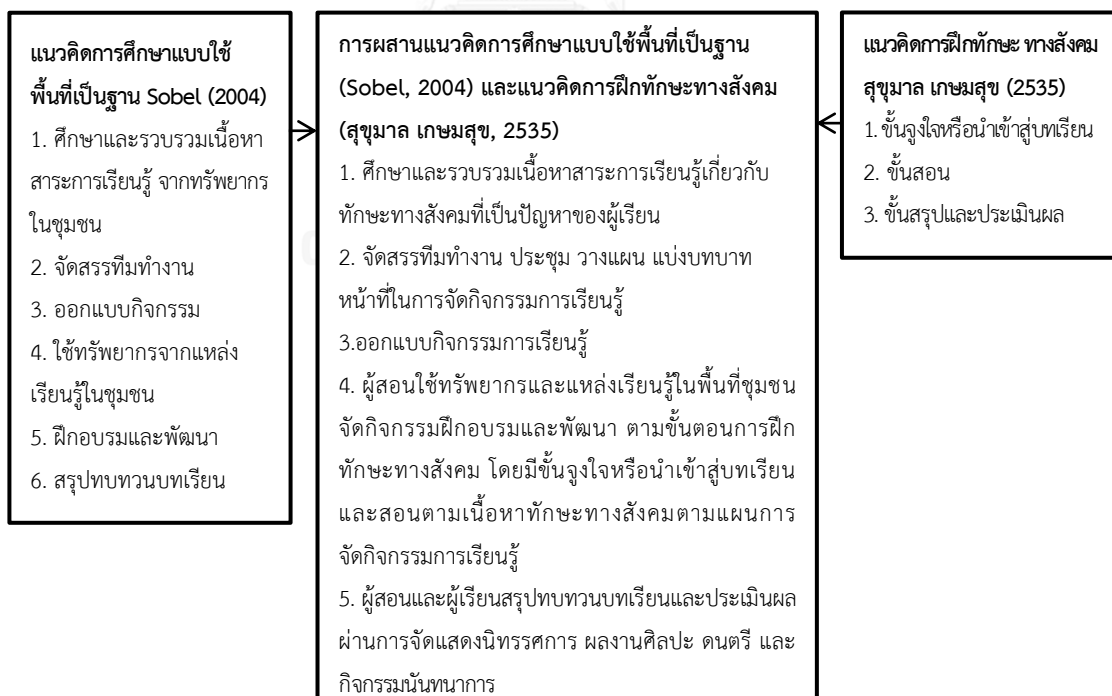 แนวคิดการศึกษาแบบใช้
พื้นที่เป็นฐาน Sobel (2004)
1. ศึกษาและรวบรวมเนื้อหา
สาระการเรียนรู้ จากทรัพยากร
ในชุมชน
2. จัดสรรทีมทำงาน
3. ออกแบบกิจกรรม
4. ใช้ทรัพยากรจากแหล่ง
เรียนรู้ในชุมชน
5. ฝึกอบรมและพัฒนา
6. สรุปทบทวนบทเรียน
การผสานแนวคิดการศึกษาแบบใช้พื้นที่เป็นฐาน
(Sobel, 2004) และแนวคิดการฝึกทักษะทางสังคม
(สุขุมาล เกษมสุข, 2535)
1. ศึกษาและรวบรวมเนื้อหาสาระการเรียนรู้เกี่ยวกับ
ทักษะทางสังคมที่เป็นปัญหาของผู้เรียน
2. จัดสรรทีมทำงาน ประชุม วางแผน แบ่งบทบาท
หน้าที่ในการจัดกิจกรรมการเรียนรู้
3.ออกแบบกิจกรรมการเรียนรู้
4. ผู้สอนใช้ทรัพยากรและแหล่งเรียนรู้ในพื้นที่ชุมชน
จัดกิจกรรมฝึกอบรมและพัฒนา ตามขั้นตอนการฝึก
ทักษะทางสังคม โดยมีขั้นจูงใจหรือนำเข้าสู่บทเรียน
และสอนตามเนื้อหาทักษะทางสังคมตามแผนการ
จัดกิจกรรมการเรียนรู้
5. ผู้สอนและผู้เรียนสรุปทบทวนบทเรียนและประเมินผล
ผ่านการจัดแสดงนิทรรศการ ผลงานศิลปะ ดนตรี และ
กิจกรรมนันทนาการ
แนวคิดการฝึกทักษะ ทางสังคม
สุขุมาล เกษมสุข (2535)
1. ขั้นจูงใจหรือนำเข้าสู่บทเรียน
2. ขั้นสอน
3. ขั้นสรุปและประเมินผล